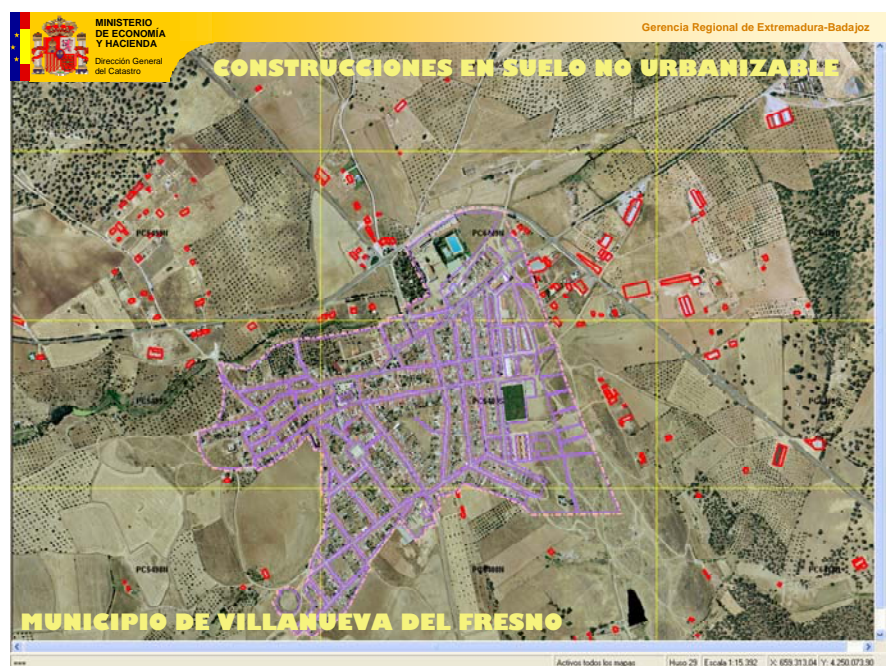 MINISTERIO
DE ECONOMÍA
Y HACIENDA
Dirección General
del Catastro
Gerencia Regional de Extremadura-Badajoz
CONSTRUCCIONES EN SUELO NO URBANIZABLE
MUNICIPIO DE VILLANUEVA DEL FRESNO
*** Activos todos los mapas Huso 29 Escala 1:15.392 X: 659.313,04 Y: 4.250.073,90